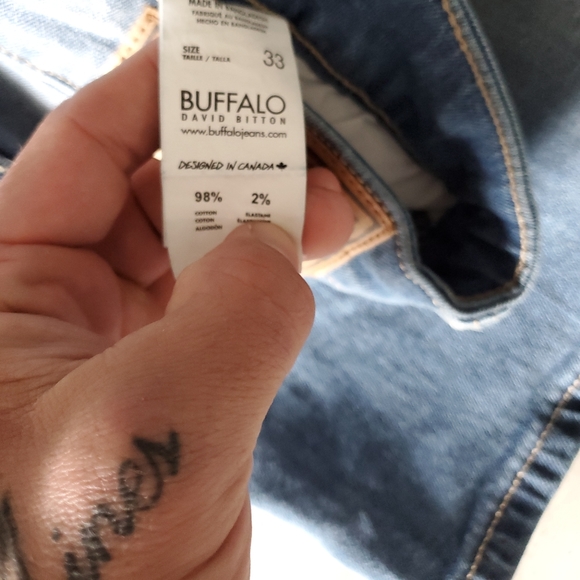 MADE IN BANGLADESH
FABRIQUÉ AU BANGLADESH
HECHO EN BANGLADESH
SIZE 33
TAILLE / TALLA
BUFFALO
DAVID BITTON
www.buffalojeans.com
DESIGNED IN CANADA
98% 2%
COTTON ELASTANE
COTON
ALGODÓN